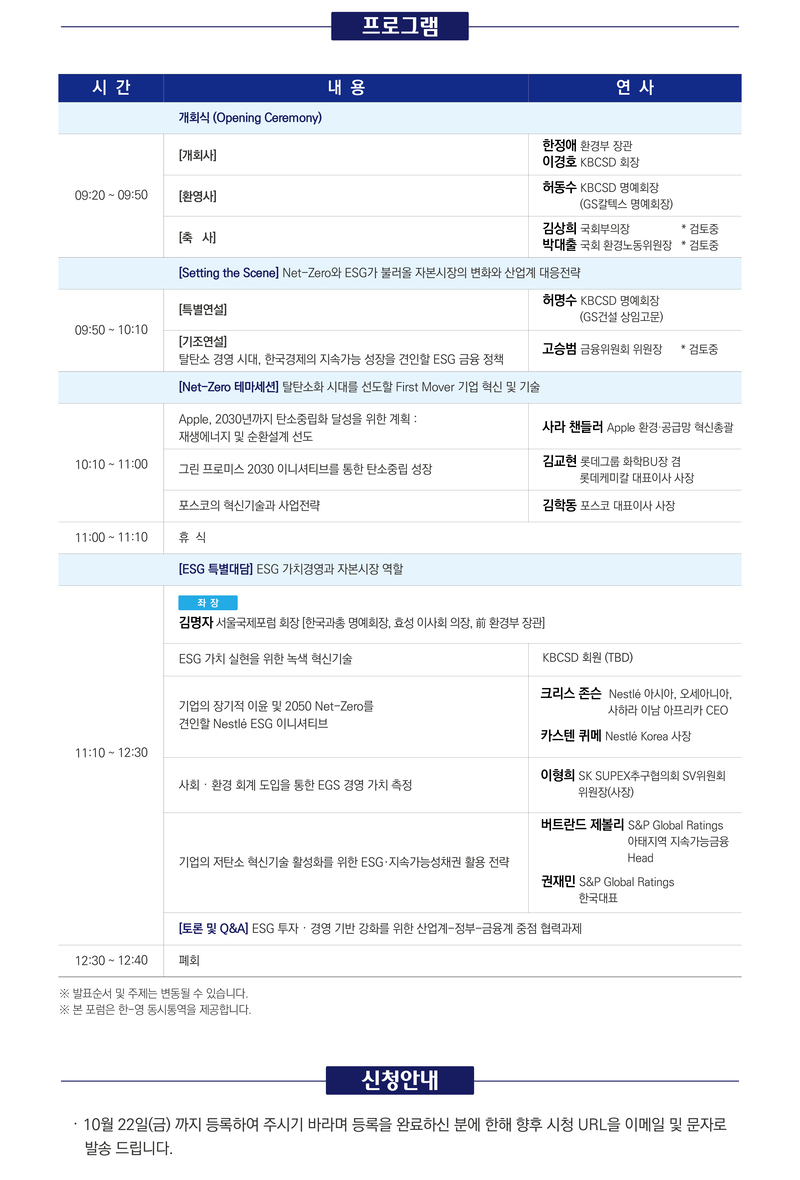 프로그램
시 간 내 용 연 사
개회식 (Opening Ceremony)
09:20 ~ 09:50
[개회사]
한정애 환경부 장관
이경호 KBCSD 회장
[환영사]
허동수 KBCSD 명예회장
(GS칼텍스 명예회장)
[축 사]
김상희 국회부의장 * 검토중
박대출 국회 환경노동위원장 * 검토중
[Setting the Scene] Net-Zero와 ESG가 불러올 자본시장의 변화와 산업계 대응전략
09:50 ~ 10:10
[특별연설]
허명수 KBCSD 명예회장
(GS건설 상임고문)
[기조연설]
탈탄소 경영 시대, 한국경제의 지속가능 성장을 견인할 ESG 금융 정책
고승범 금융위원회 위원장 * 검토중
[Net-Zero 테마세션] 탈탄소화 시대를 선도할 First Mover 기업 혁신 및 기술
10:10 ~ 11:00
Apple, 2030년까지 탄소중립화 달성을 위한 계획 :
재생에너지 및 순환설계 선도
사라 챈들러 Apple 환경·공급망 혁신총괄
그린 프로미스 2030 이니셔티브를 통한 탄소중립 성장
김교현 롯데그룹 화학BU장 겸
롯데케미칼 대표이사 사장
포스코의 혁신기술과 사업전략
김학동 포스코 대표이사 사장
11:00 ~ 11:10 휴 식
[ESG 특별대담] ESG 가치경영과 자본시장 역할
11:10 ~ 12:30
좌 장
김명자 서울국제포럼 회장 [한국과총 명예회장, 효성 이사회 의장, 前 환경부 장관]
ESG 가치 실현을 위한 녹색 혁신기술
KBCSD 회원 (TBD)
기업의 장기적 이윤 및 2050 Net-Zero를
견인할 Nestlé ESG 이니셔티브
크리스 존슨 Nestlé 아시아, 오세아니아,
사하라 이남 아프리카 CEO
카스텐 퀴메 Nestlé Korea 사장
사회 · 환경 회계 도입을 통한 EGS 경영 가치 측정
이형희 SK SUPEX추구협의회 SV위원회
위원장(사장)
기업의 저탄소 혁신기술 활성화를 위한 ESG·지속가능성채권 활용 전략
버트란드 제블리 S&P Global Ratings
아태지역 지속가능금융
Head
권재민 S&P Global Ratings
한국대표
[토론 및 Q&A] ESG 투자 · 경영 기반 강화를 위한 산업계-정부-금융계 중점 협력과제
12:30 ~ 12:40 폐회
※ 발표순서 및 주제는 변동될 수 있습니다.
※ 본 포럼은 한-영 동시통역을 제공합니다.
신청안내
· 10월 22일(금) 까지 등록하여 주시기 바라며 등록을 완료하신 분에 한해 향후 시청 URL을 이메일 및 문자로
발송 드립니다.